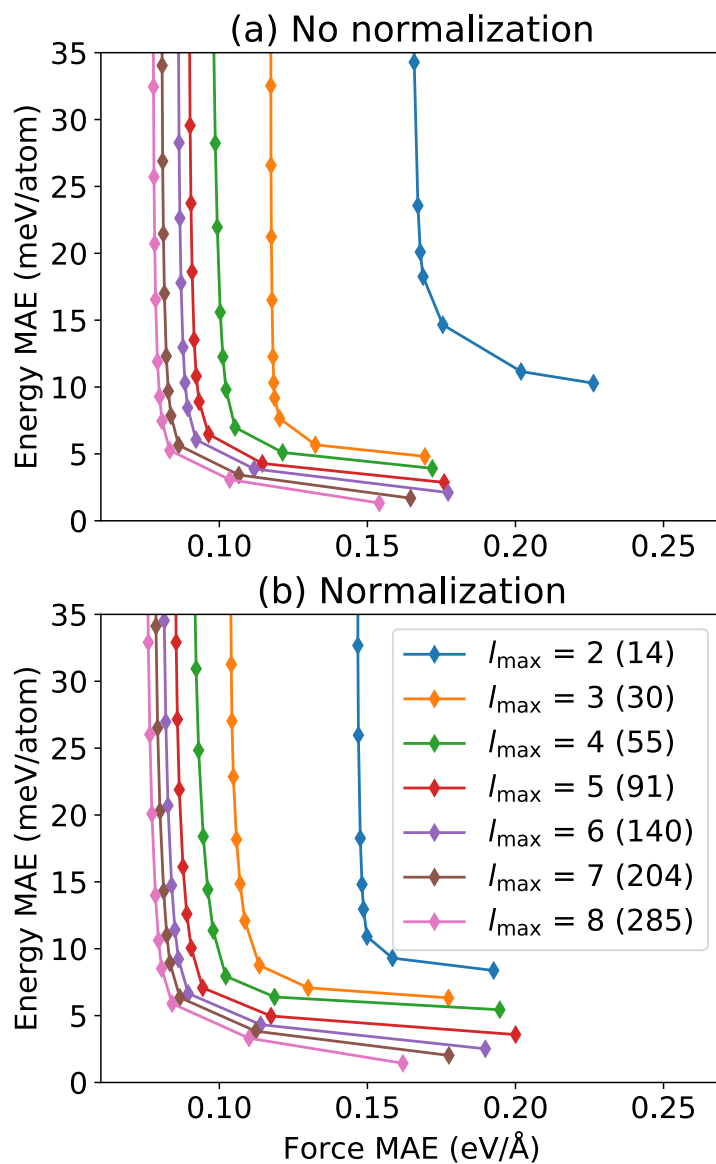 (a) No normalization
Energy MAE (meV/atom)
35
30
25
20
15
10
5
0
0.10 0.15 0.20 0.25
(b) Normalization
Energy MAE (meV/atom)
35
30
25
20
15
10
5
0
l_max = 2 (14)
l_max = 3 (30)
l_max = 4 (55)
l_max = 5 (91)
l_max = 6 (140)
l_max = 7 (204)
l_max = 8 (285)
0.10 0.15 0.20 0.25
Force MAE (eV/Å)